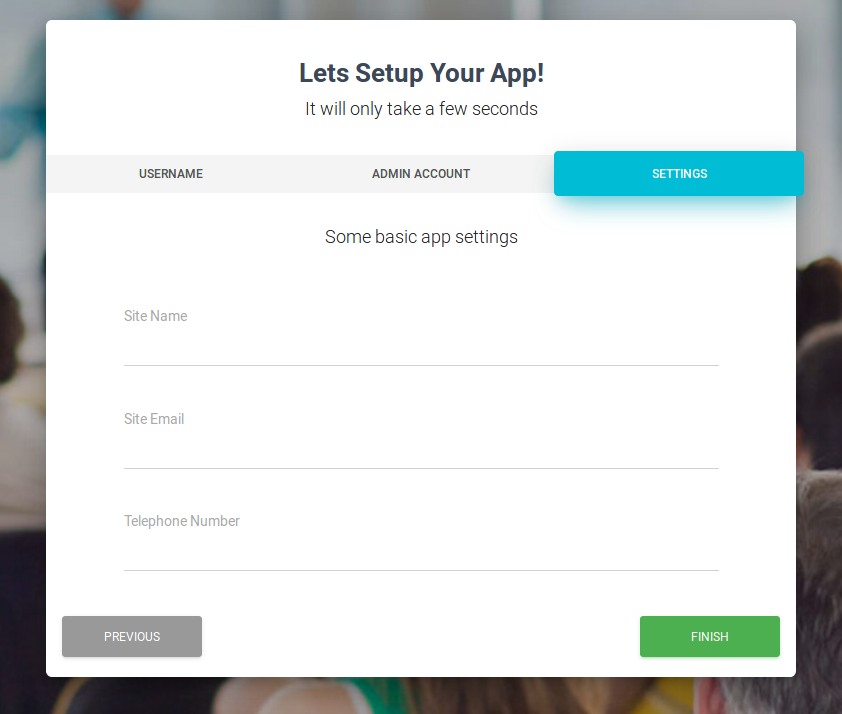 Lets Setup Your App!
It will only take a few seconds
USERNAME
ADMIN ACCOUNT
SETTINGS
Some basic app settings
Site Name
Site Email
Telephone Number
PREVIOUS
FINISH